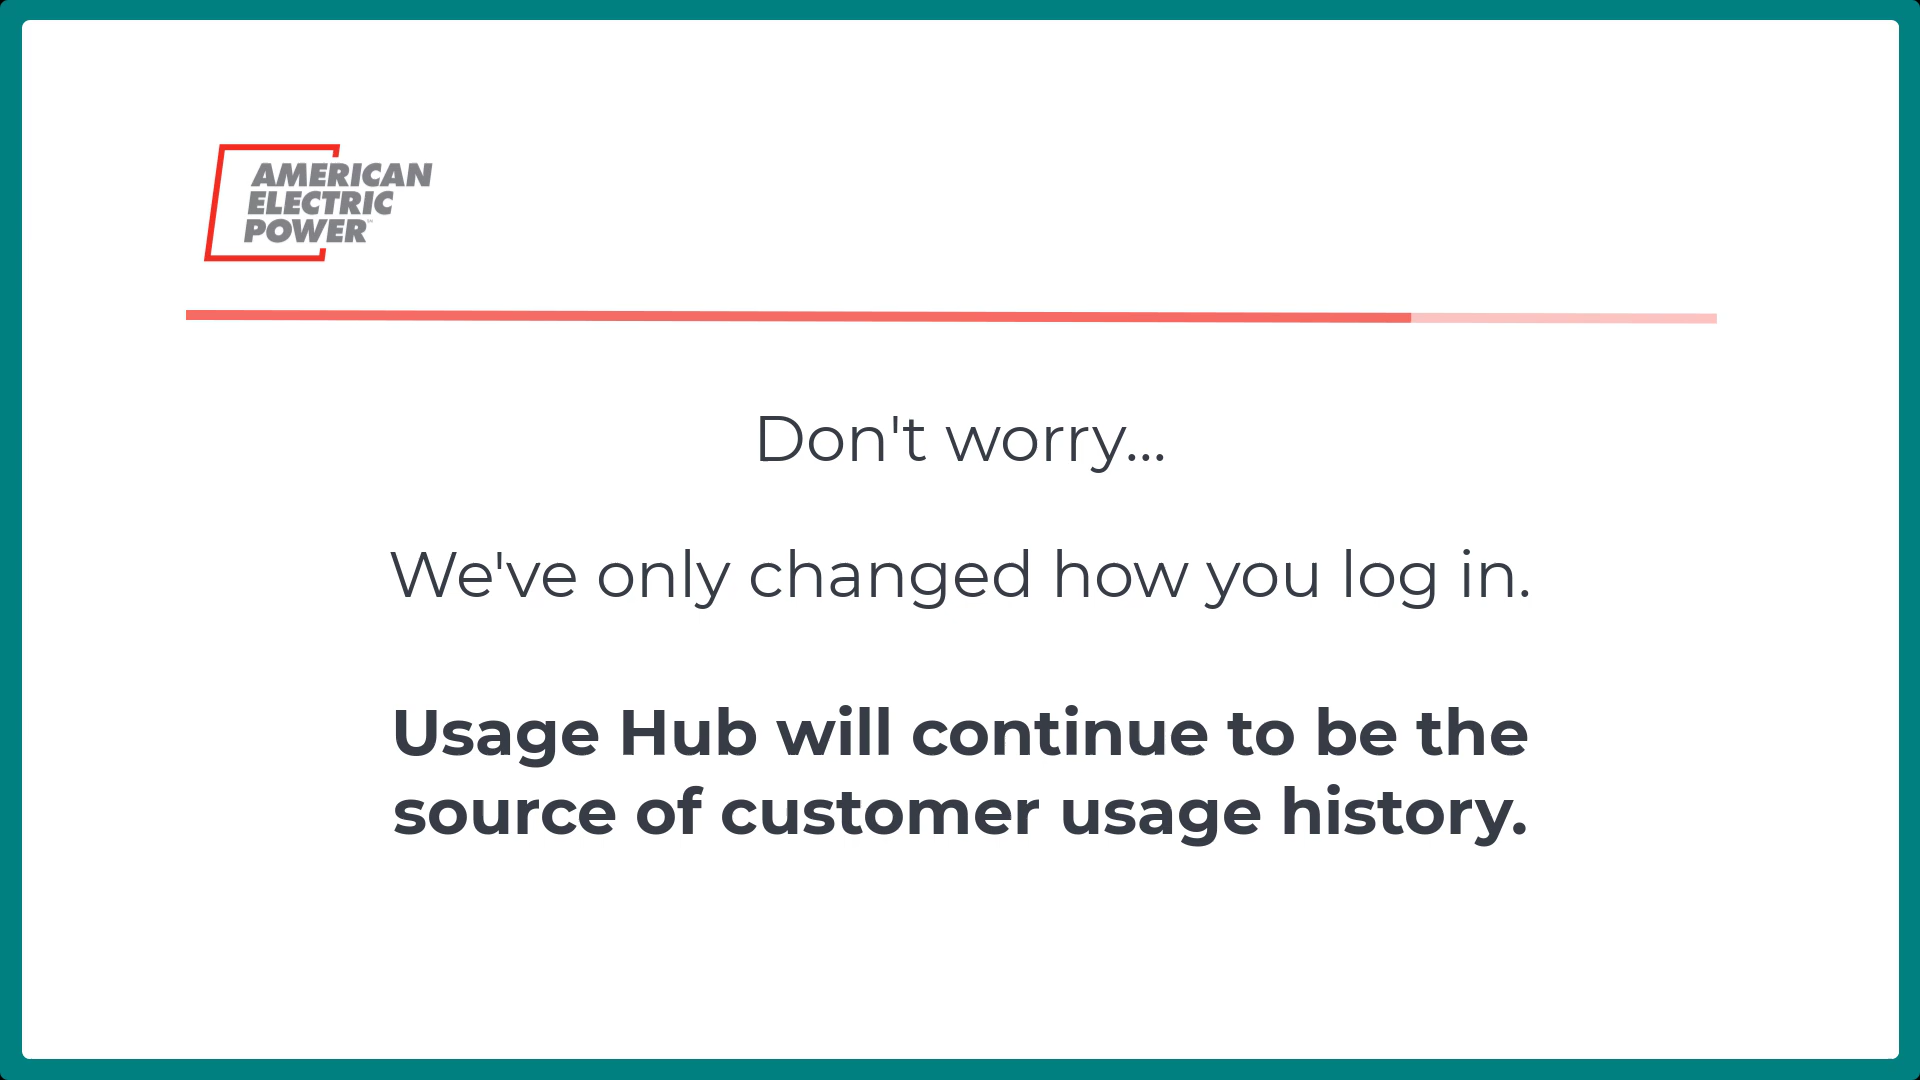 AMERICAN
ELECTRIC
POWER™
Don't worry...
We've only changed how you log in.
Usage Hub will continue to be the
source of customer usage history.